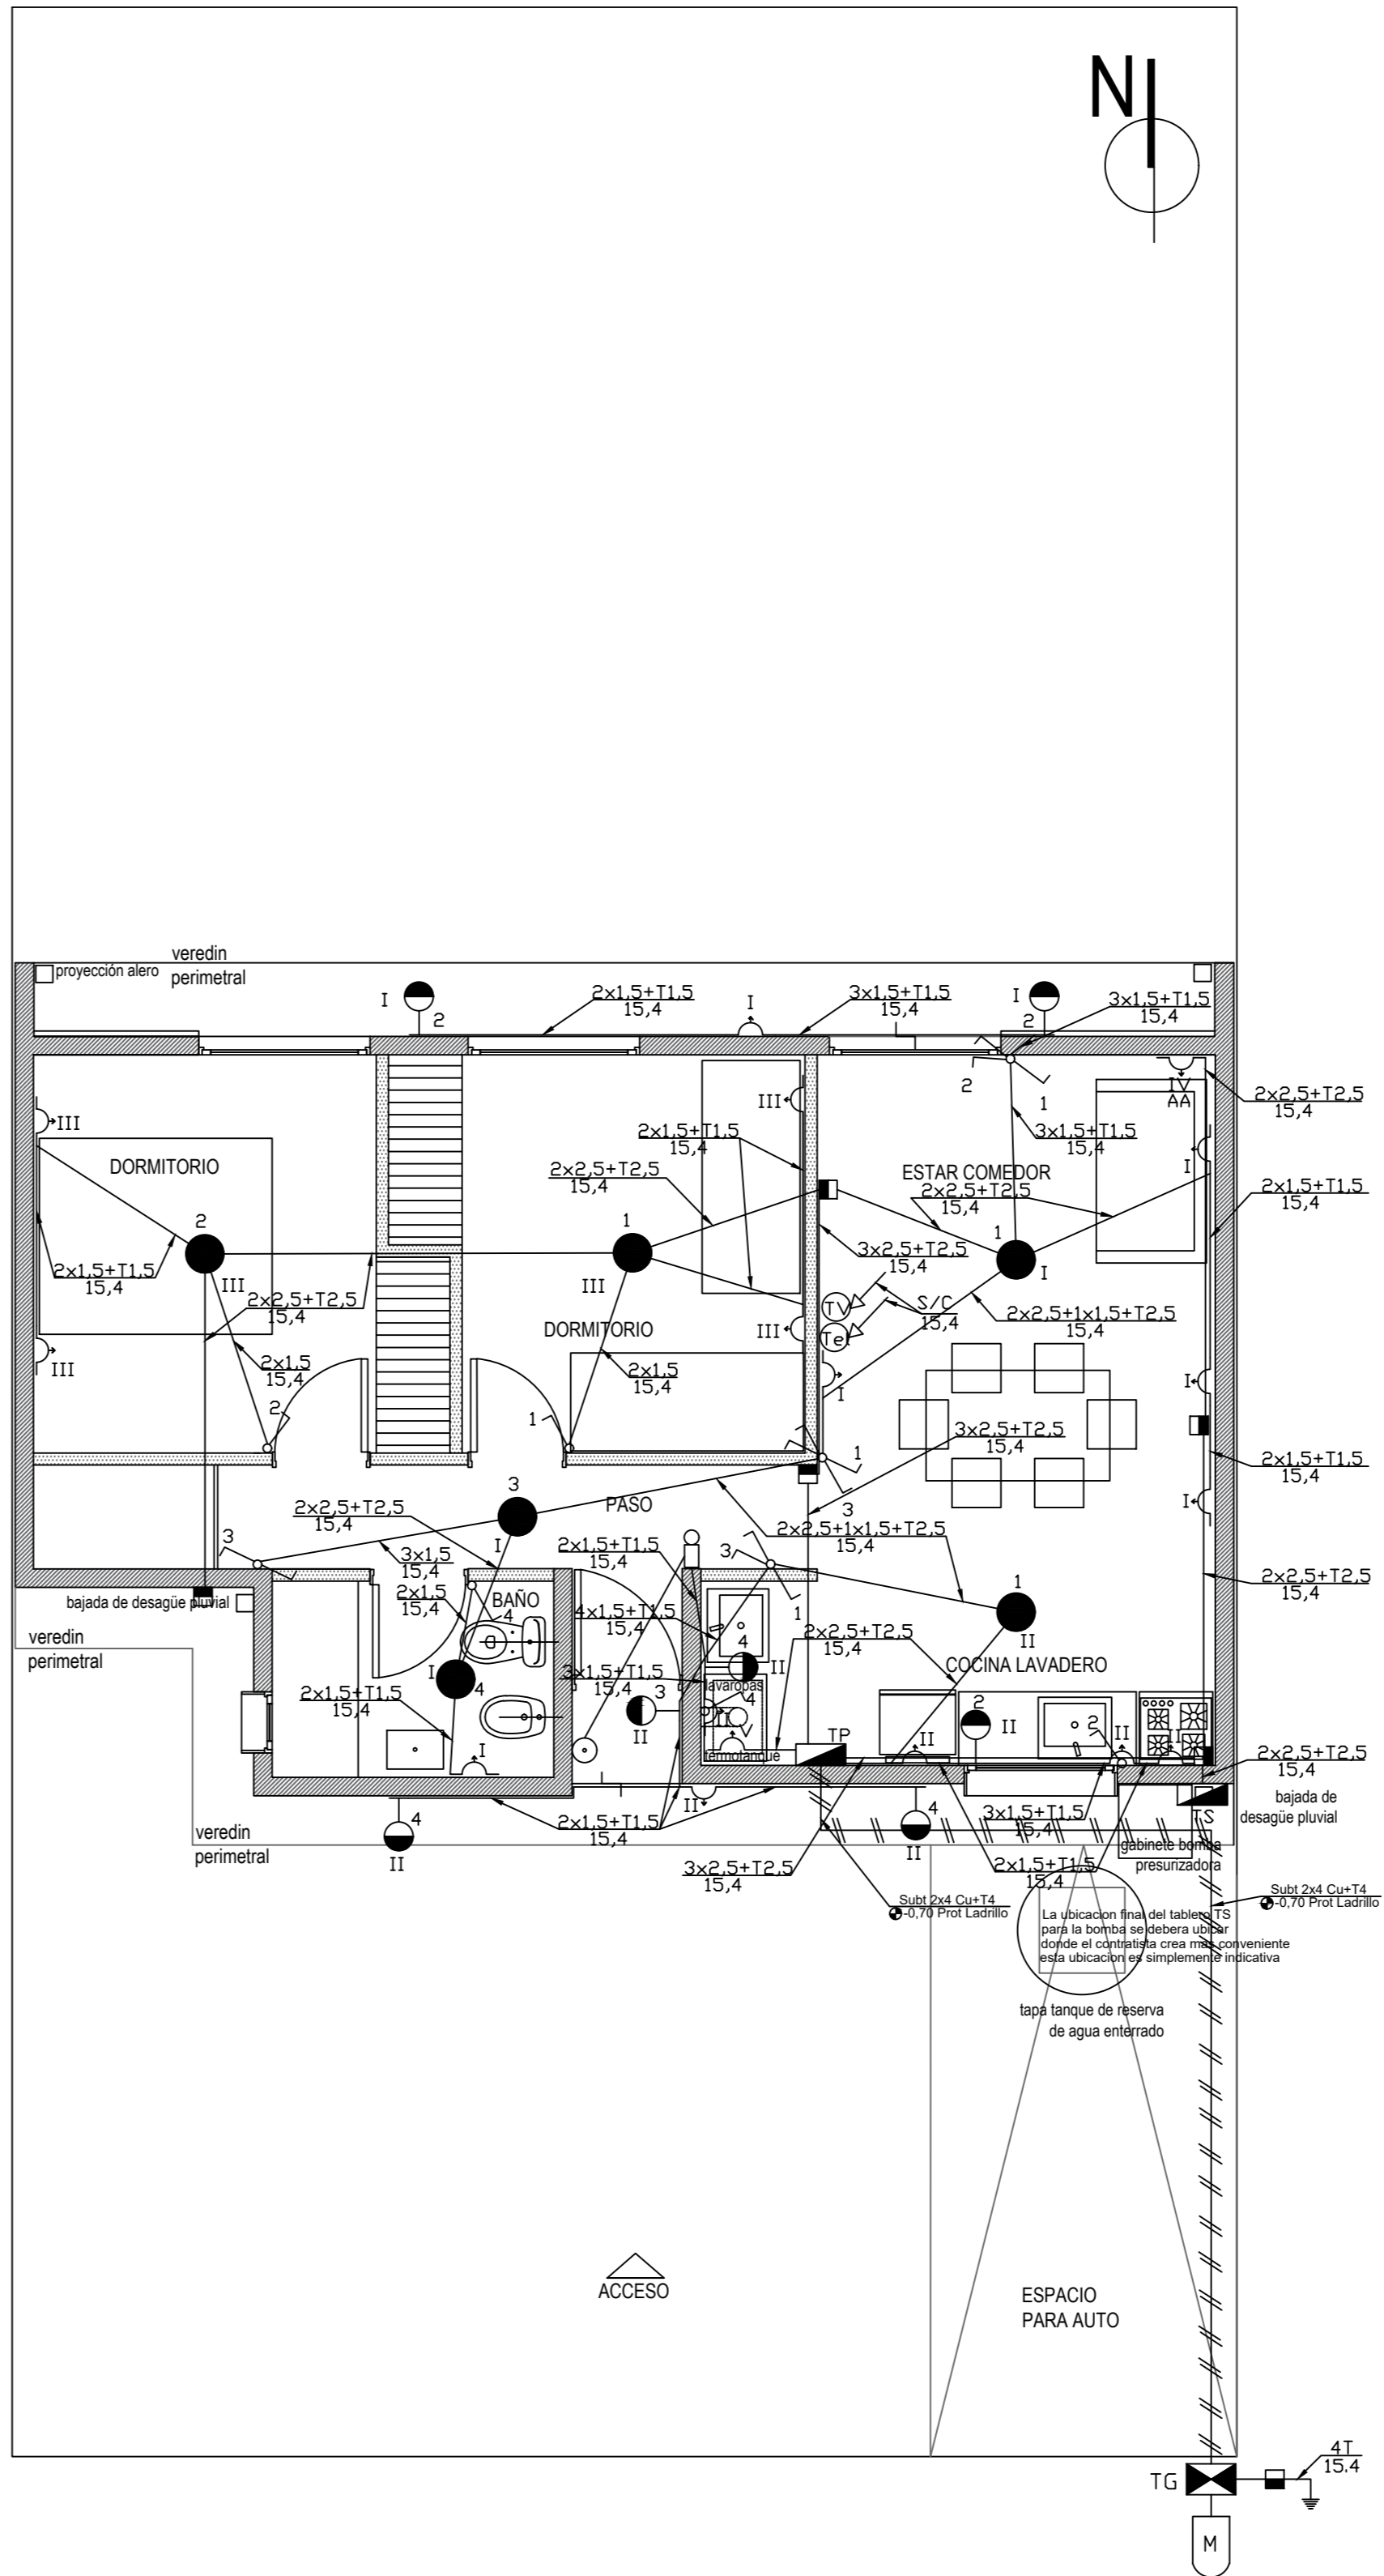 N
veredin
perimetral
proyección alero
I
2
2x1,5+T1,5
15,4
I
3x1,5+T1,5
15,4
I
2
3x1,5+T1,5
15,4
2
1
IV
AA
2x2,5+T2,5
15,4
III
III
2x1,5+T1,5
15,4
3x1,5+T1,5
15,4
I
DORMITORIO
2x2,5+T2,5
15,4
ESTAR COMEDOR
2x2,5+T2,5
15,4
2x1,5+T1,5
15,4
2
III
1
III
1
I
2x1,5+T1,5
15,4
3x2,5+T2,5
15,4
2x2,5+T2,5
15,4
TV
Tel
S/C
15,4
2x2,5+1x1,5+T2,5
15,4
DORMITORIO
III
III
2x1,5
15,4
2x1,5
15,4
I
I
2
1
1
3x2,5+T2,5
15,4
2x1,5+T1,5
15,4
3
I
PASO
3
I
2x2,5+T2,5
15,4
2x2,5+1x1,5+T2,5
15,4
3
3x1,5
15,4
2x1,5+T1,5
15,4
3
1
2x2,5+T2,5
15,4
bajada de desagüe pluvial
2x1,5
15,4
BAÑO
4
4x1,5+T1,5
15,4
1
II
veredin
perimetral
2x2,5+T2,5
15,4
4
II
COCINA LAVADERO
I
4
3x1,5+T1,5
15,4
lavaropas
2x1,5+T1,5
15,4
3
II
4
II
V
2
II
2
II
II
II
I
termotanque
TP
2x2,5+T2,5
15,4
bajada de
desagüe pluvial
4
II
2x1,5+T1,5
15,4
II
4
II
3x1,5+T1,5
15,4
TS
veredin
perimetral
gabinete bomba
presurizadora
3x2,5+T2,5
15,4
2x1,5+T1,5
15,4
Subt 2x4 Cu+T4
-0,70 Prot Ladrillo
Subt 2x4 Cu+T4
-0,70 Prot Ladrillo
La ubicacion final del tablero TS
para la bomba se debera ubicar
donde el contratista crea mas conveniente
esta ubicacion es simplemente indicativa
tapa tanque de reserva
de agua enterrado
ACCESO
ESPACIO
PARA AUTO
4T
15.4
TG
M